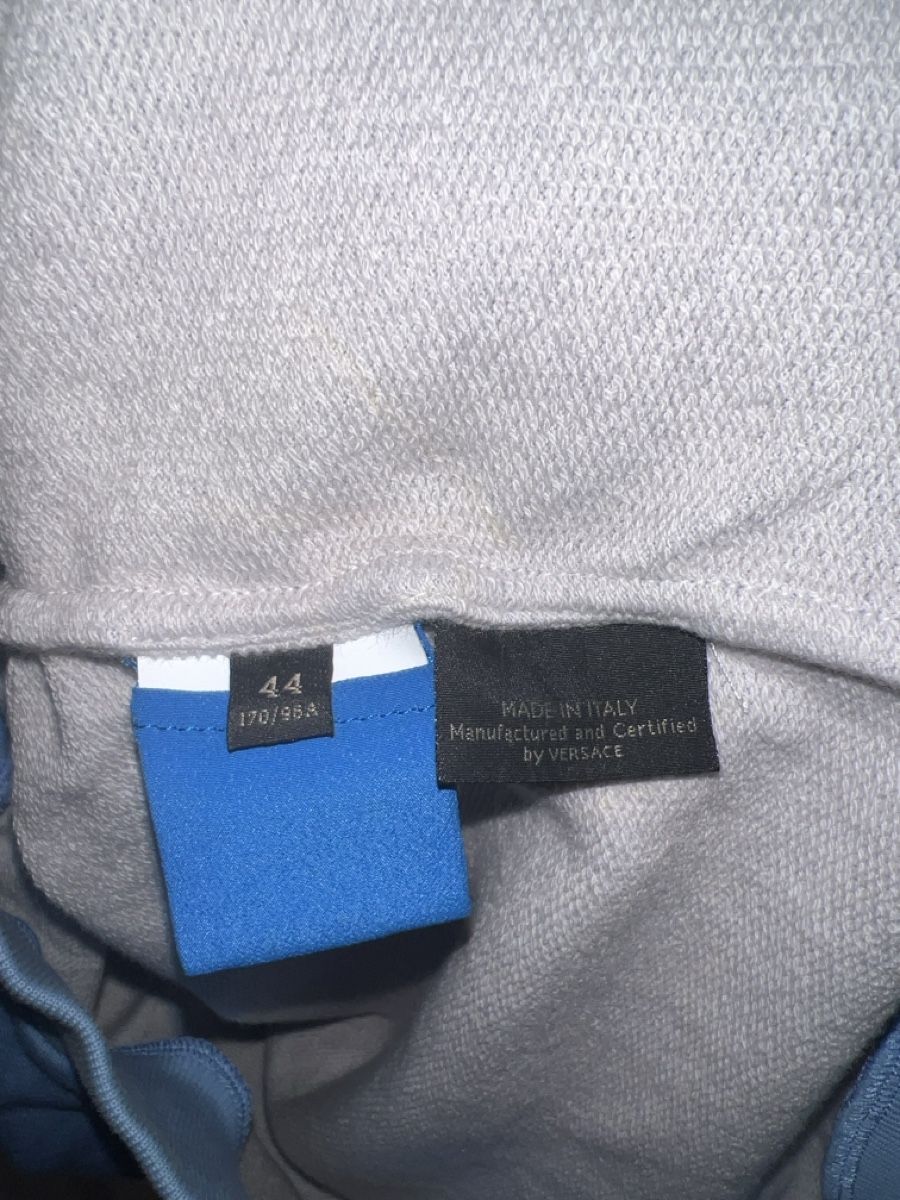 44
170/96A
MADE IN ITALY
Manufactured and Certified
by VERSACE